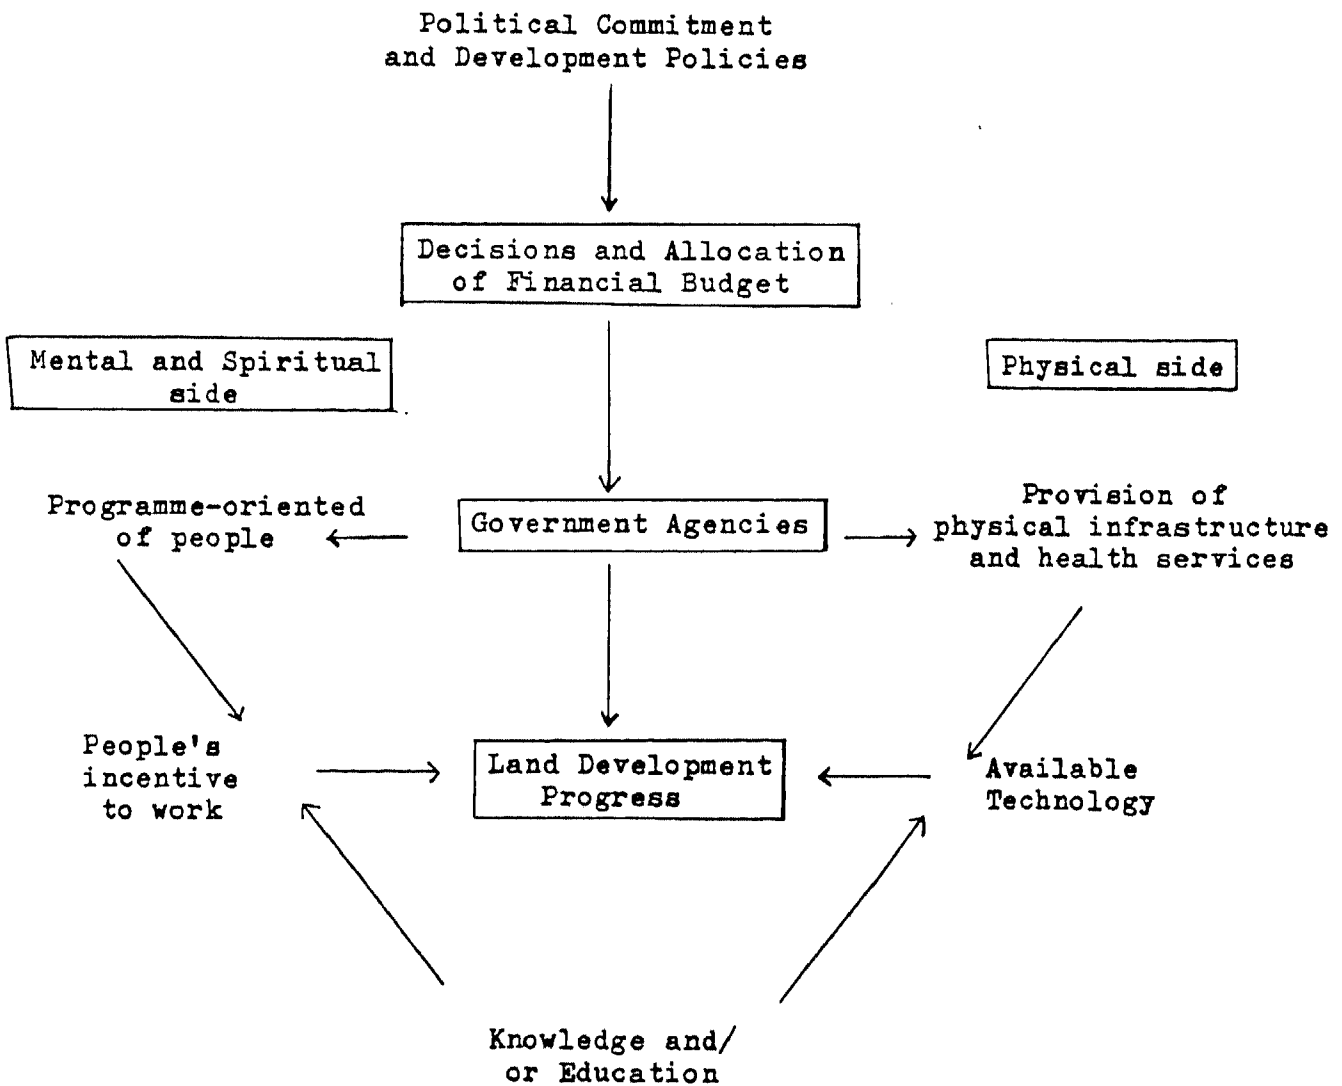 Political Commitment
and Development Policies
Decisions and Allocation
of Financial Budget
Mental and Spiritual
side
Physical side
Programme-oriented
of people
Government Agencies
Provision of
physical infrastructure
and health services
People's
incentive
to work
Land Development
Progress
Available
Technology
Knowledge and/
or Education